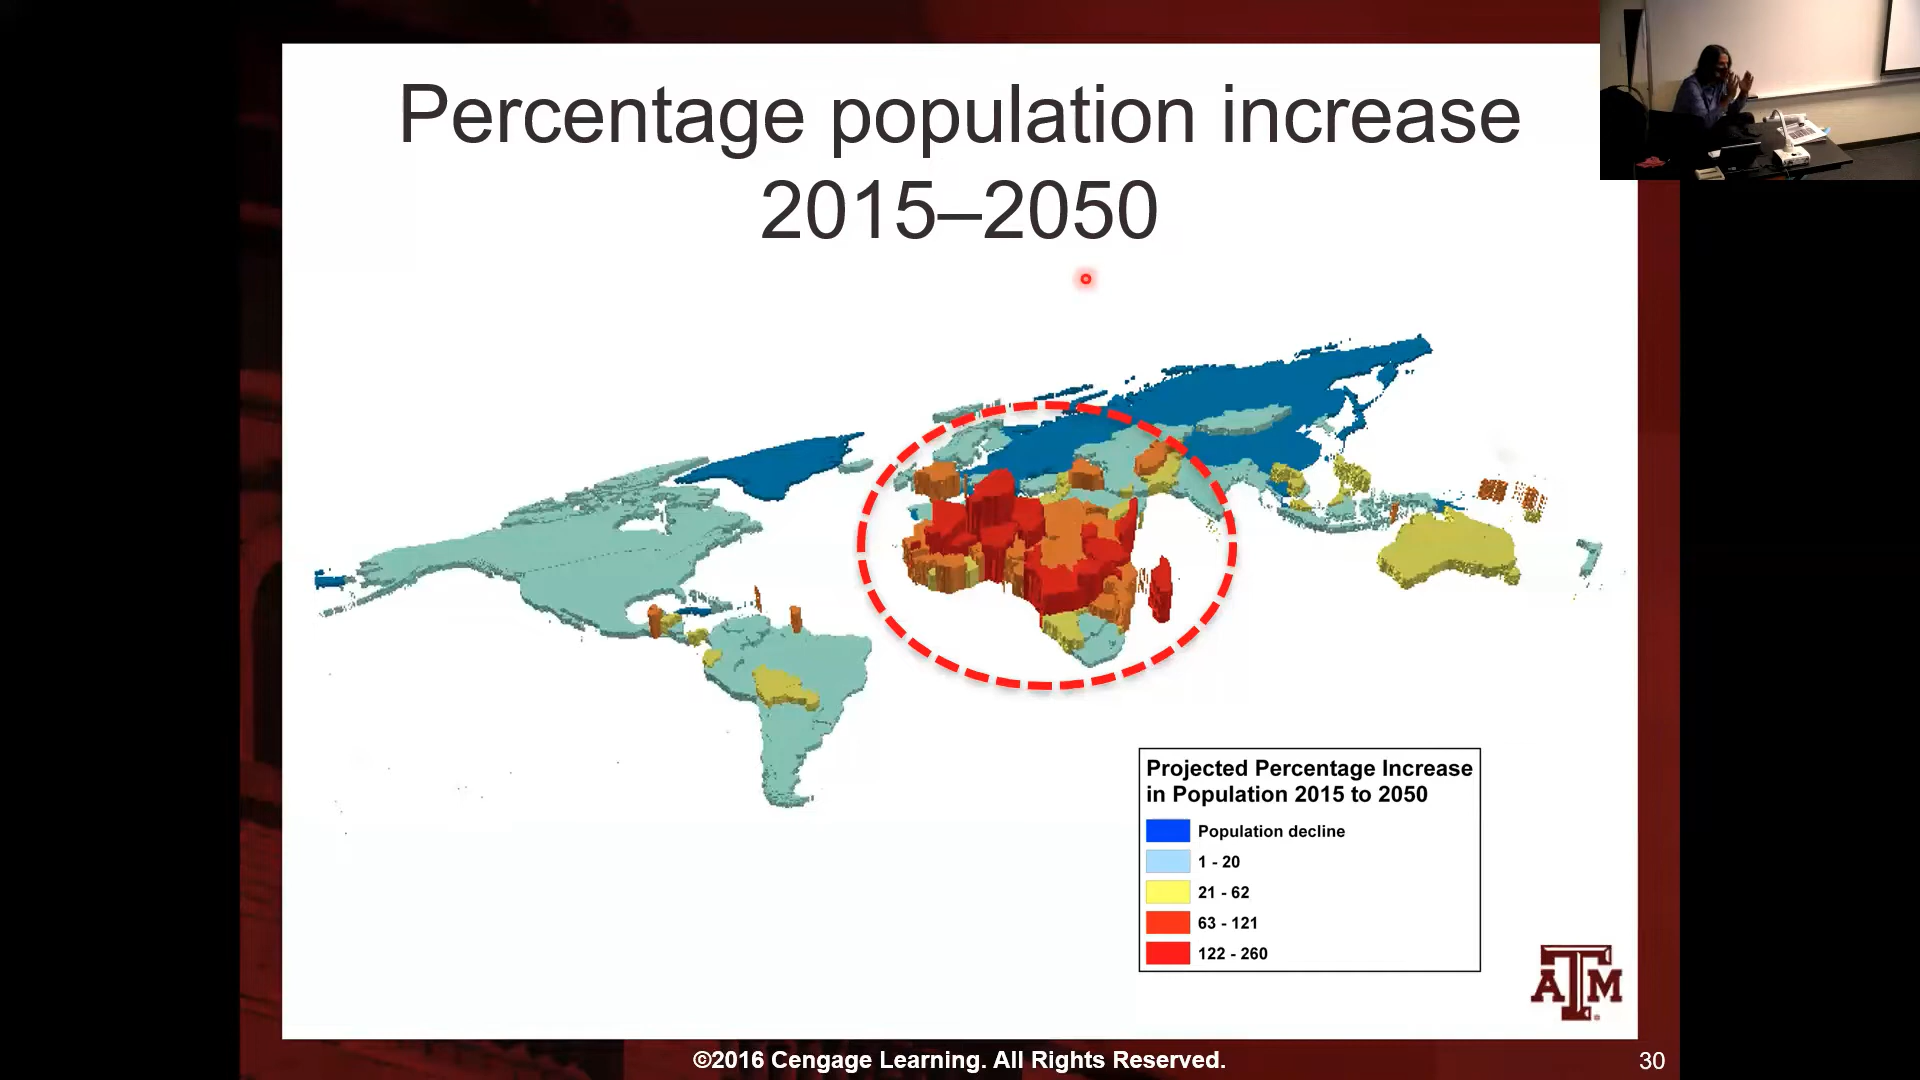 Percentage population increase
2015–2050
Projected Percentage Increase
in Population 2015 to 2050
Population decline
1 - 20
21 - 62
63 - 121
122 - 260
ATM
©2016 Cengage Learning. All Rights Reserved.
30